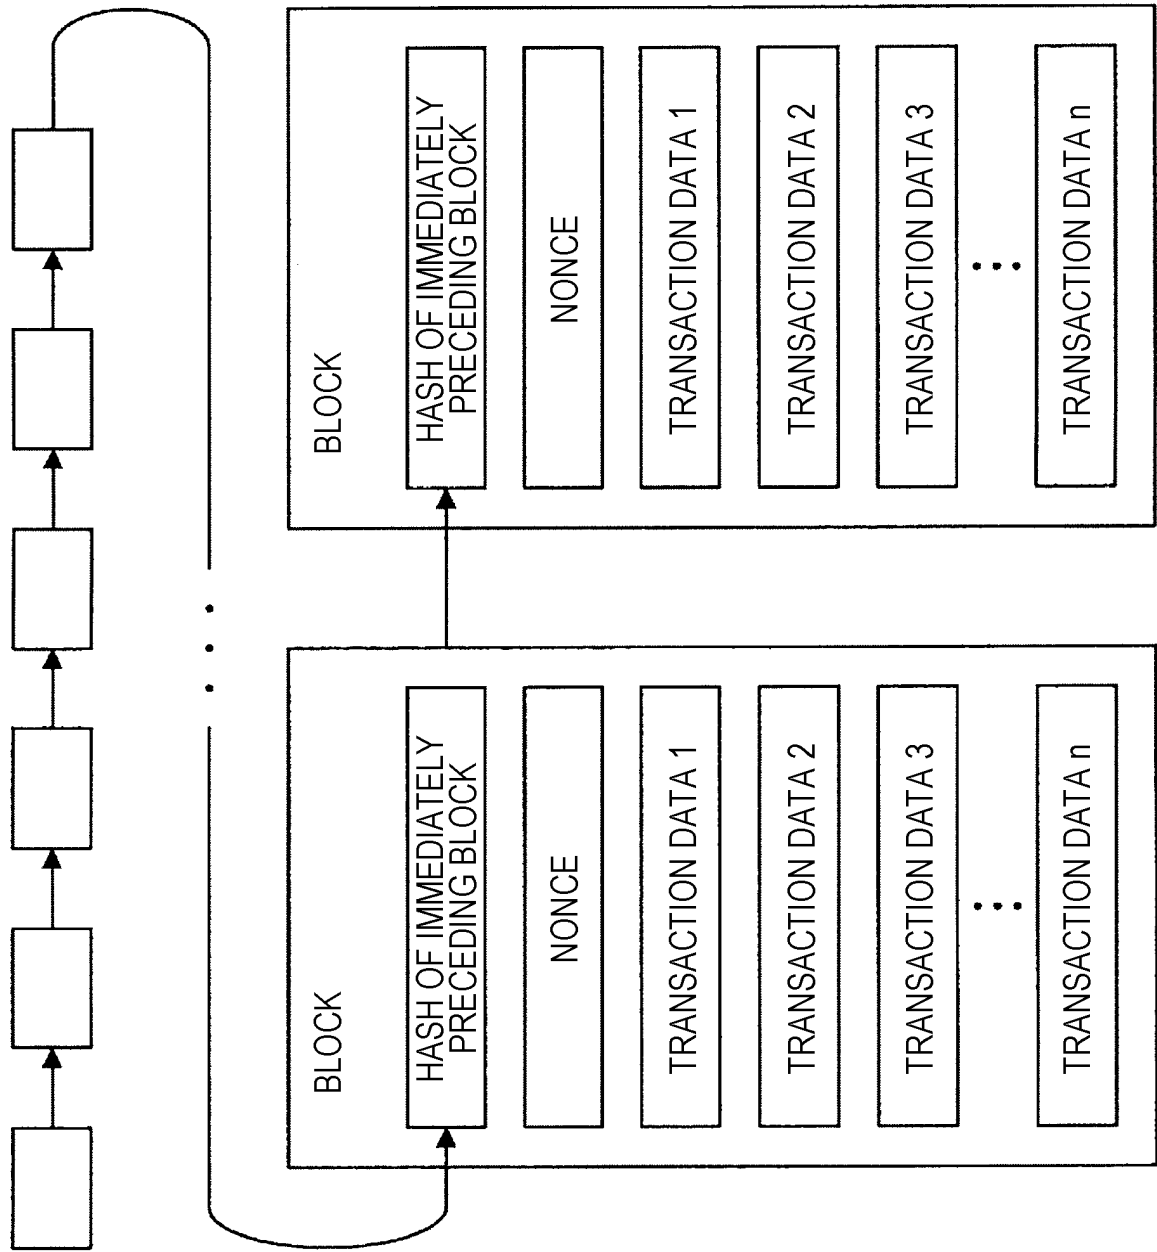 BLOCK
HASH OF IMMEDIATELY
PRECEDING BLOCK
NONCE
TRANSACTION DATA 1
TRANSACTION DATA 2
TRANSACTION DATA 3
TRANSACTION DATA n
BLOCK
HASH OF IMMEDIATELY
PRECEDING BLOCK
NONCE
TRANSACTION DATA 1
TRANSACTION DATA 2
TRANSACTION DATA 3
TRANSACTION DATA n